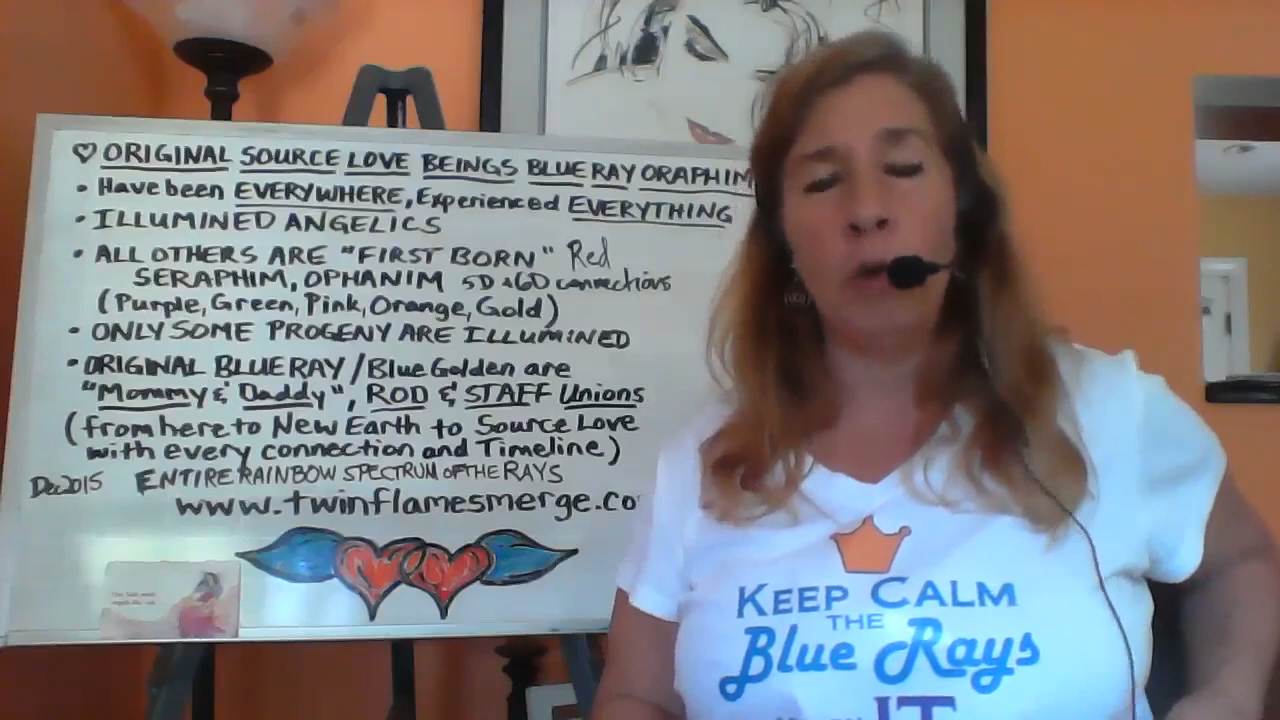 ♡ ORIGINAL SOURCE LOVE BEINGS BLUE RAY ORAPHIM
• Have been EVERYWHERE, Experienced EVERYTHING
• ILLUMINED ANGELICS
• ALL OTHERS ARE "FIRST BORN" Red
SERAPHIM, OPHANIM 5D & 6D connections
(Purple, Green, Pink, Orange, Gold)
• ONLY SOME PROGENY ARE ILLUMINED
• ORIGINAL BLUE RAY / Blue Golden are
"Mommy & Daddy", ROD & STAFF Unions
(from here to New Earth to Source Love
with every connection and Timeline)
Dec 2015 ENTIRE RAINBOW SPECTRUM OF THE RAYS
www.twinflamesmerge.co
KEEP CALM
THE
Blue Rays
IT